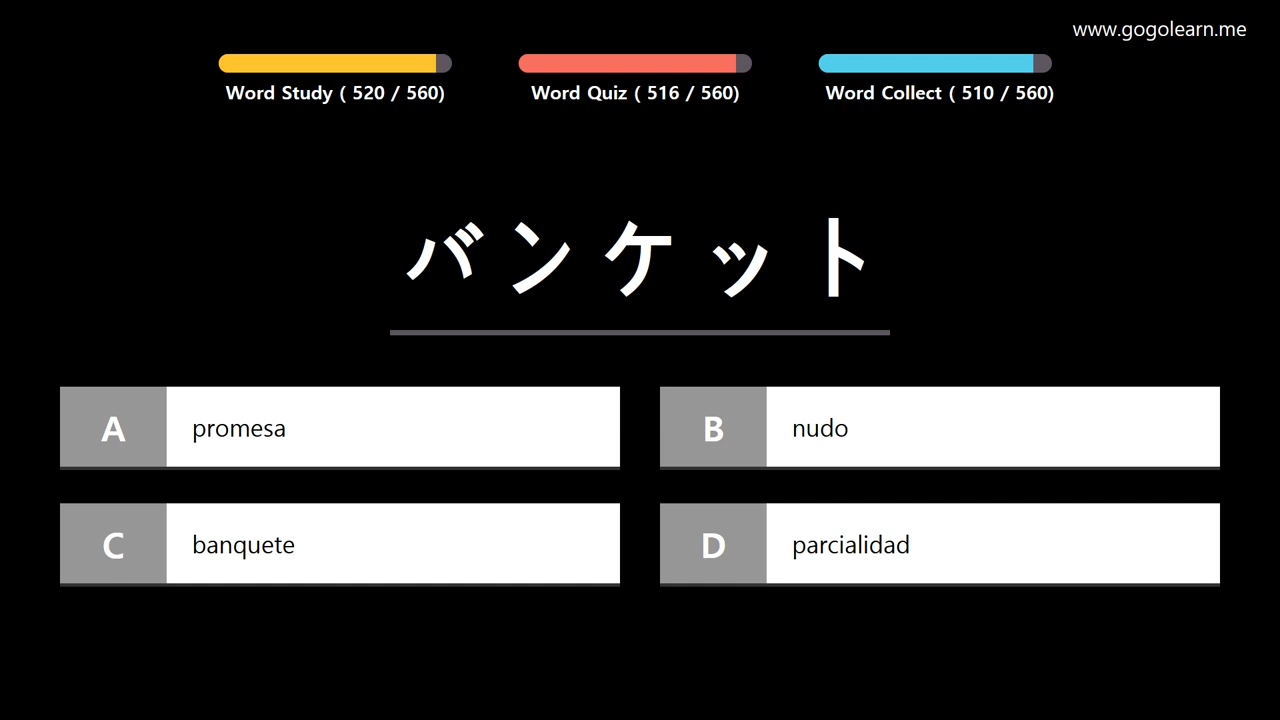 www.gogolearn.me
Word Study ( 520 / 560)
Word Quiz ( 516 / 560)
Word Collect ( 510 / 560)
バンケット
A promesa
B nudo
C banquete
D parcialidad